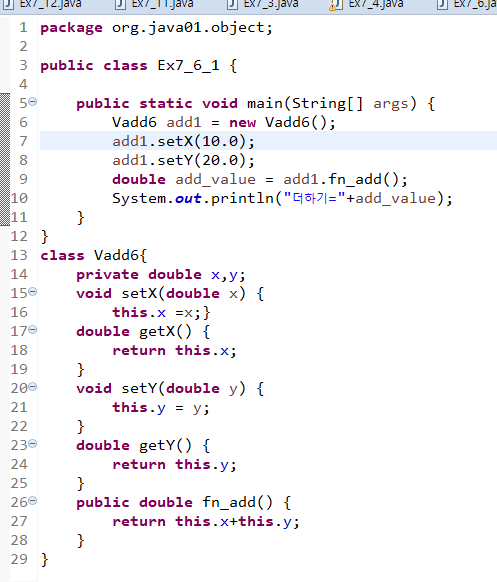 Ex7_12.java Ex7_11.java Ex7_3.java Ex7_4.java Ex7_6.ja
1 package org.java01.object;
2
3 public class Ex7_6_1 {
4
5 public static void main(String[] args) {
6 Vadd6 add1 = new Vadd6();
7 add1.setX(10.0);
8 add1.setY(20.0);
9 double add_value = add1.fn_add();
10 System.out.println("더하기="+add_value);
11 }
12 }
13 class Vadd6{
14 private double x,y;
15 void setX(double x) {
16 this.x =x;}
17 double getX() {
18 return this.x;
19 }
20 void setY(double y) {
21 this.y = y;
22 }
23 double getY() {
24 return this.y;
25 }
26 public double fn_add() {
27 return this.x+this.y;
28 }
29 }